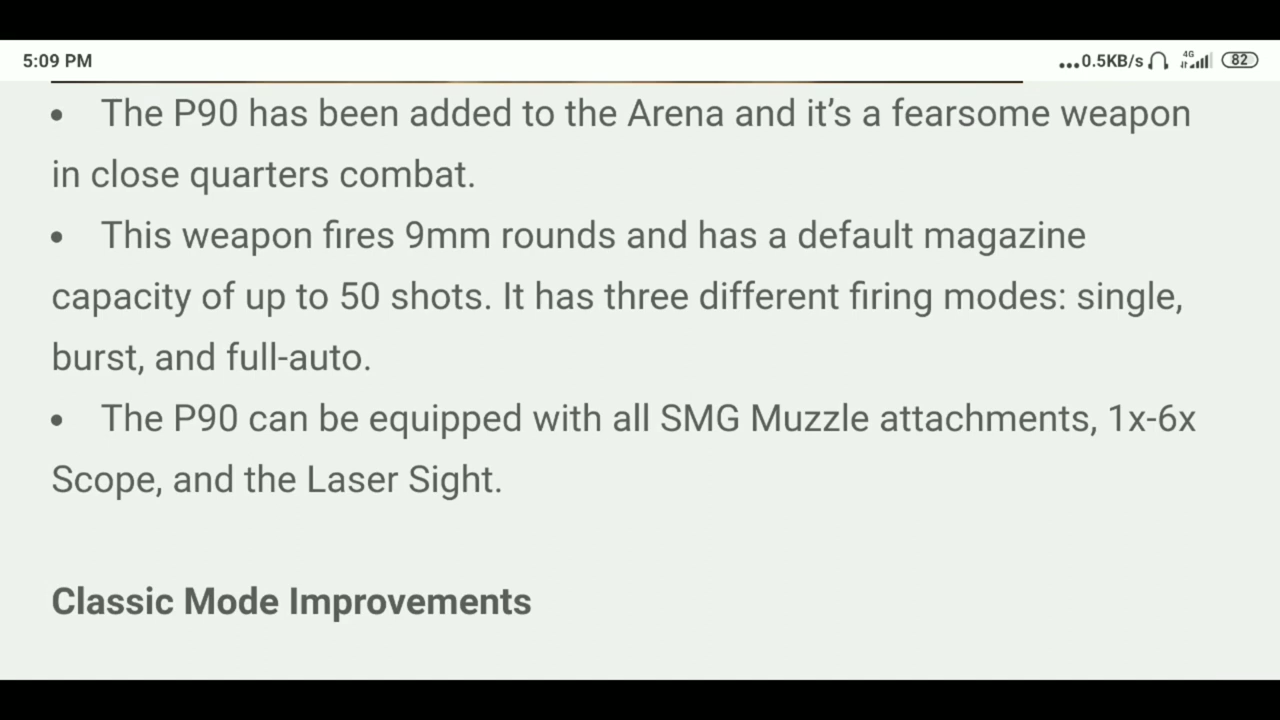 5:09 PM
...0.5KB/s 4G 82
• The P90 has been added to the Arena and it’s a fearsome weapon
in close quarters combat.
• This weapon fires 9mm rounds and has a default magazine
capacity of up to 50 shots. It has three different firing modes: single,
burst, and full-auto.
• The P90 can be equipped with all SMG Muzzle attachments, 1x-6x
Scope, and the Laser Sight.
Classic Mode Improvements